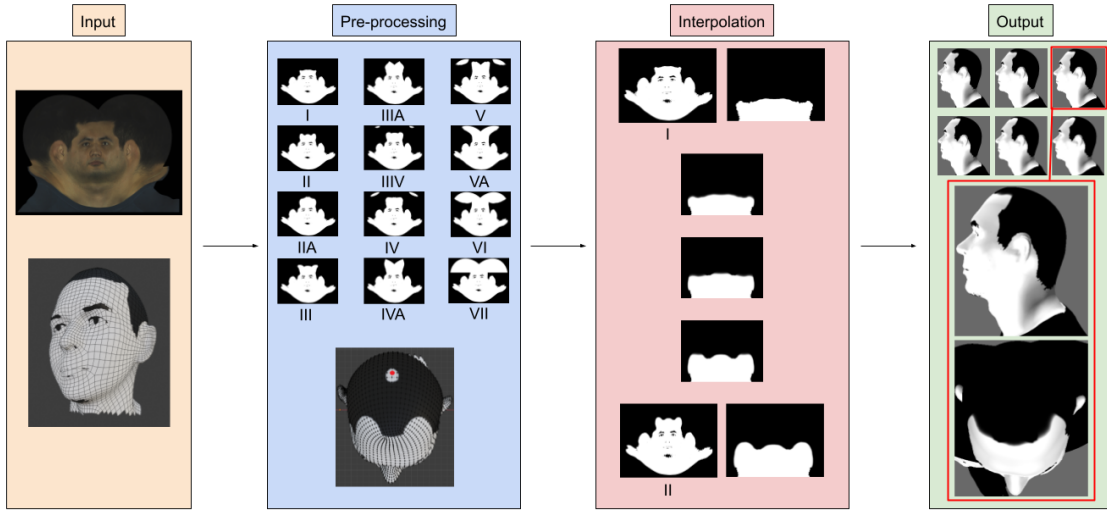 Input
Pre-processing
Interpolation
Output
I
IIIA
V
II
IIIV
VA
IIA
IV
VI
III
IVA
VII
I
II